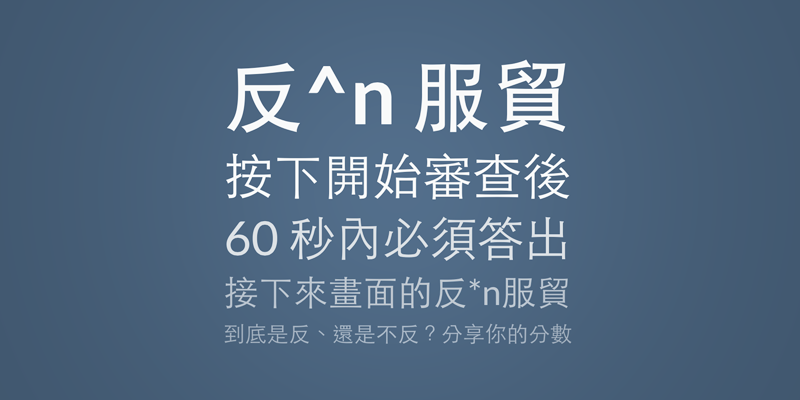 反^n 服貿
按下開始審查後
60 秒內必須答出
接下來畫面的反*n服貿
到底是反、還是不反？分享你的分數